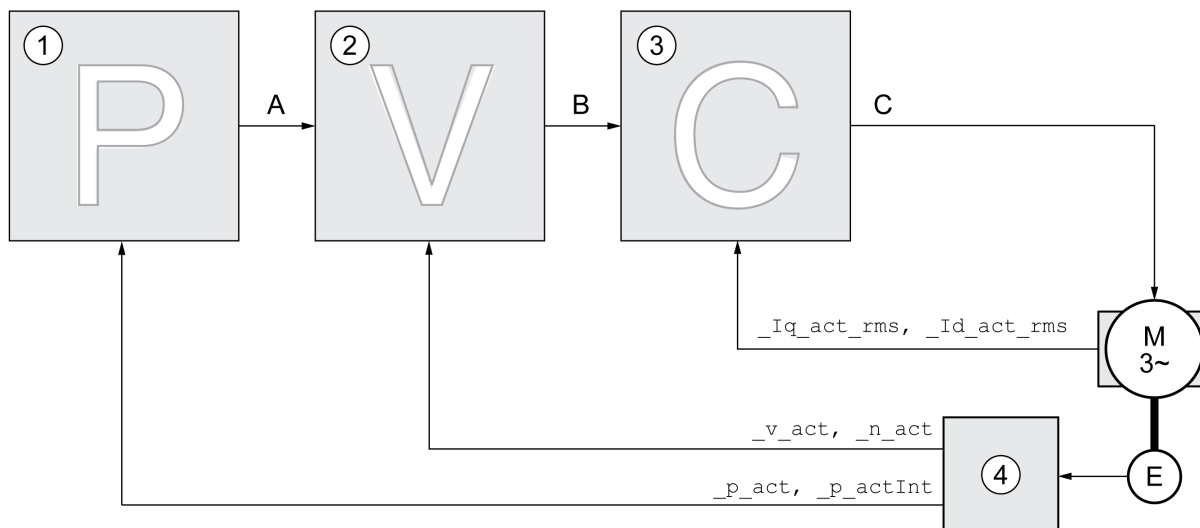 1 2 3
P V C
A B C
_Iq_act_rms, _Id_act_rms
M
3~
_v_act, _n_act
_p_act, _p_actInt
4
E